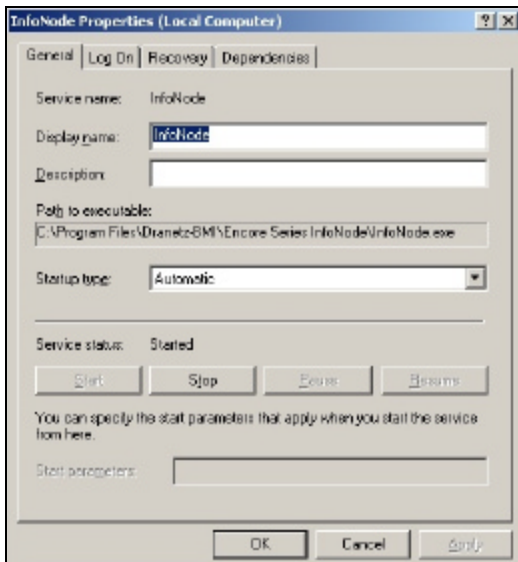 InfoNode Properties (Local Computer)
General Log On Recovery Dependencies
Service name: InfoNode
Display name: InfoNode
Description:
Path to executable:
C:\Program Files\Dranetz-BMI\Encore Series InfoNode\InfoNode.exe
Startup type: Automatic
Service status: Started
Start Stop Pause Resume
You can specify the start parameters that apply when you start the service
from here.
Start parameters:
OK Cancel Apply